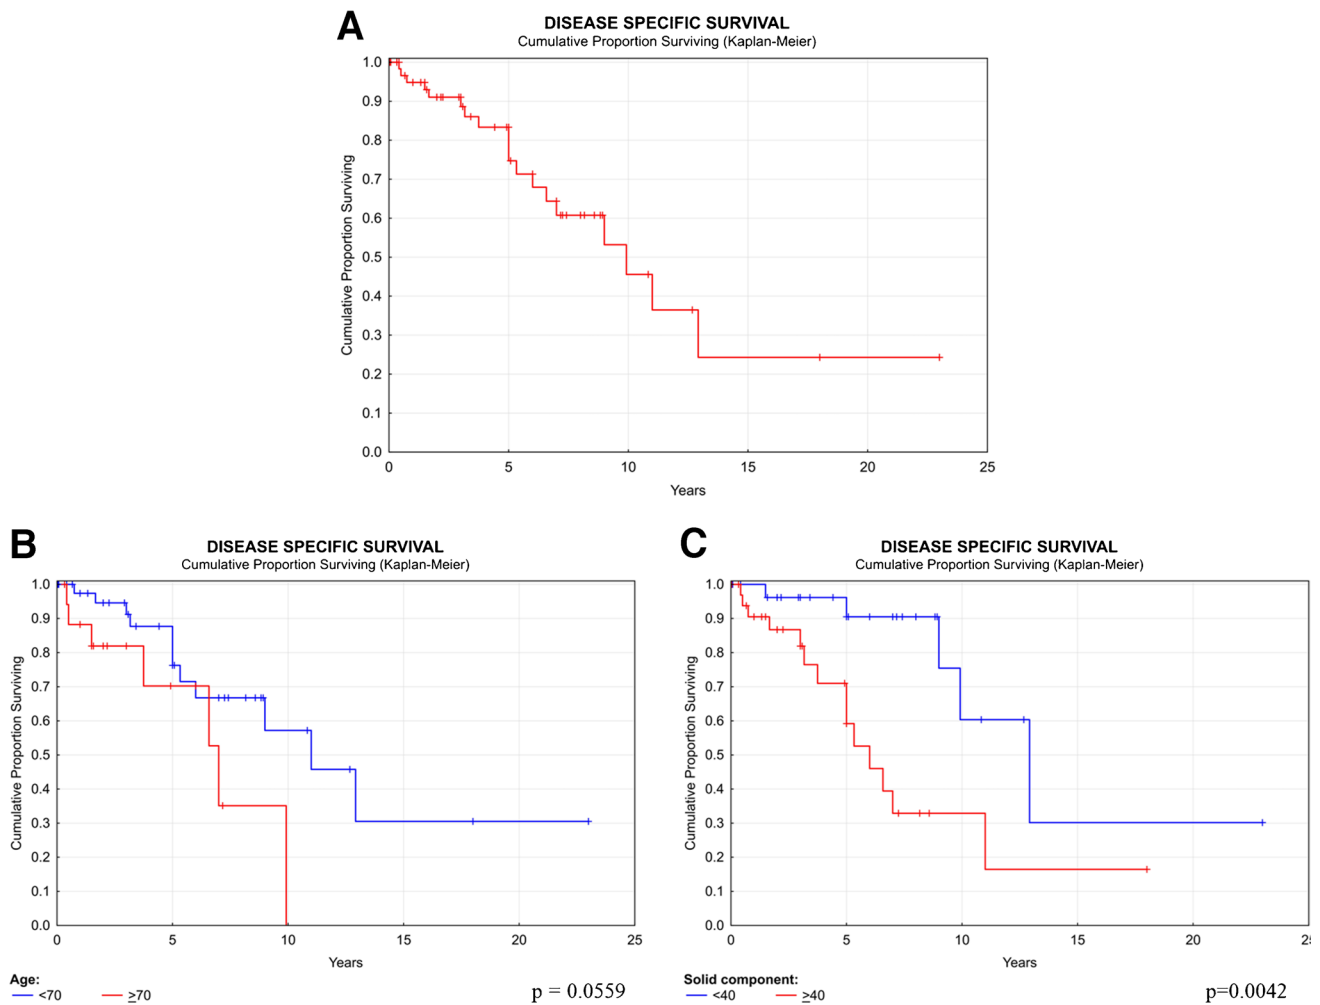 A
DISEASE SPECIFIC SURVIVAL
Cumulative Proportion Surviving (Kaplan-Meier)
Cumulative Proportion Surviving
1.0
0.9
0.8
0.7
0.6
0.5
0.4
0.3
0.2
0.1
0.0
0 5 10 15 20 25
Years
B
DISEASE SPECIFIC SURVIVAL
Cumulative Proportion Surviving (Kaplan-Meier)
Cumulative Proportion Surviving
1.0
0.9
0.8
0.7
0.6
0.5
0.4
0.3
0.2
0.1
0.0
0 5 10 15 20 25
Years
Age:
<70 ≥70
p = 0.0559
C
DISEASE SPECIFIC SURVIVAL
Cumulative Proportion Surviving (Kaplan-Meier)
Cumulative Proportion Surviving
1.0
0.9
0.8
0.7
0.6
0.5
0.4
0.3
0.2
0.1
0.0
0 5 10 15 20 25
Years
Solid component:
<40 ≥40
p=0.0042